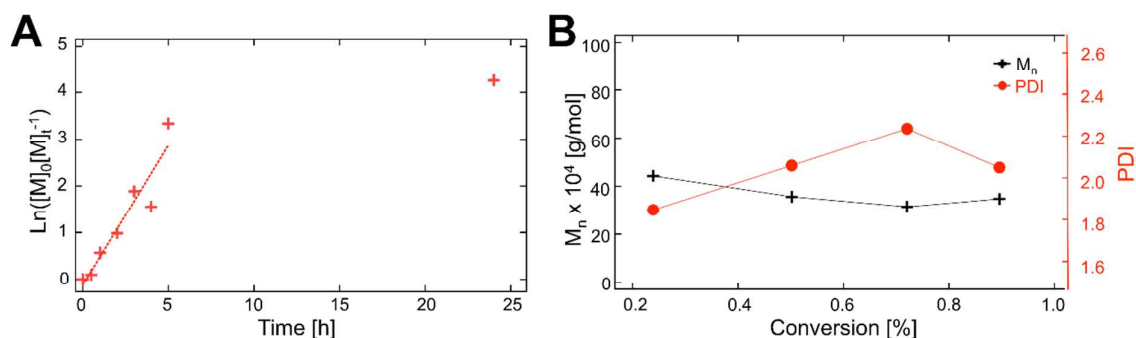 A
Ln([M]₀[M]ₜ⁻¹)
5
4
3
2
1
0
0 5 10 15 20 25
Time [h]
B
Mₙ x 10⁴ [g/mol]
100
80
60
40
20
0
Mₙ
PDI
2.6
2.4
2.2
2.0
1.8
1.6
PDI
0.2 0.4 0.6 0.8 1.0
Conversion [%]